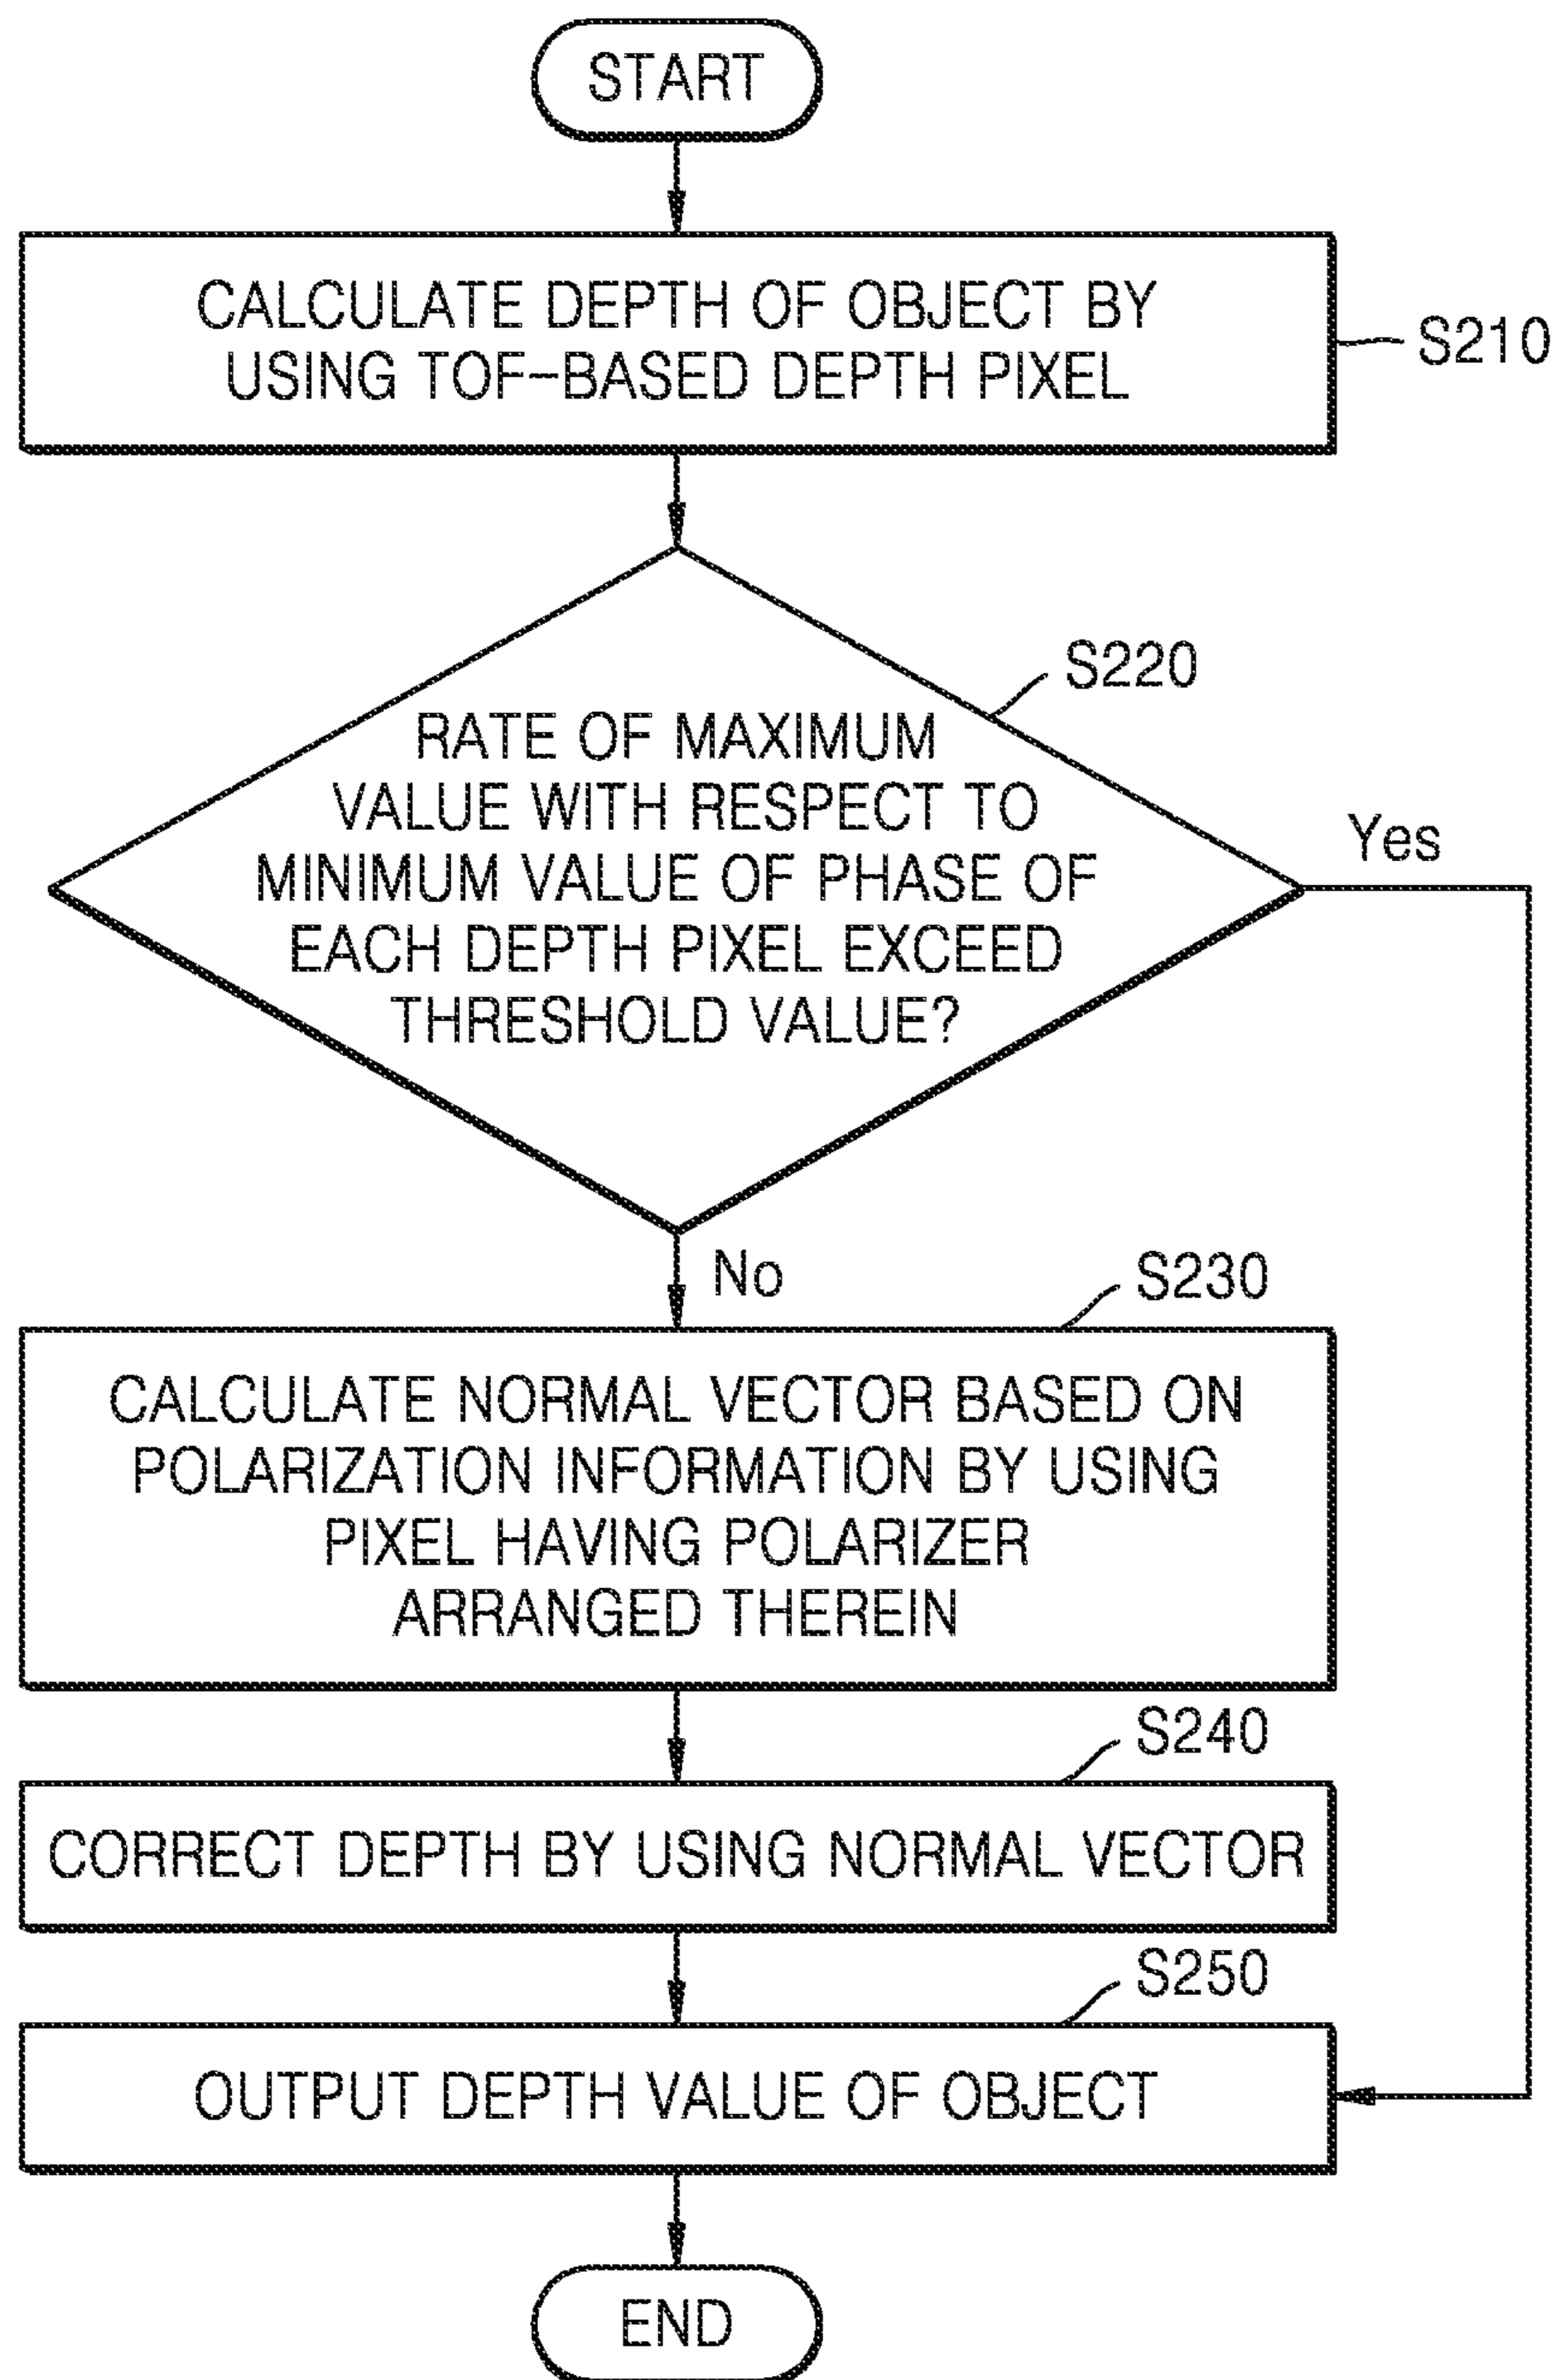 START
CALCULATE DEPTH OF OBJECT BY
USING TOF-BASED DEPTH PIXEL
S210
S220
RATE OF MAXIMUM
VALUE WITH RESPECT TO
MINIMUM VALUE OF PHASE OF
EACH DEPTH PIXEL EXCEED
THRESHOLD VALUE?
Yes
No
S230
CALCULATE NORMAL VECTOR BASED ON
POLARIZATION INFORMATION BY USING
PIXEL HAVING POLARIZER
ARRANGED THEREIN
S240
CORRECT DEPTH BY USING NORMAL VECTOR
S250
OUTPUT DEPTH VALUE OF OBJECT
END